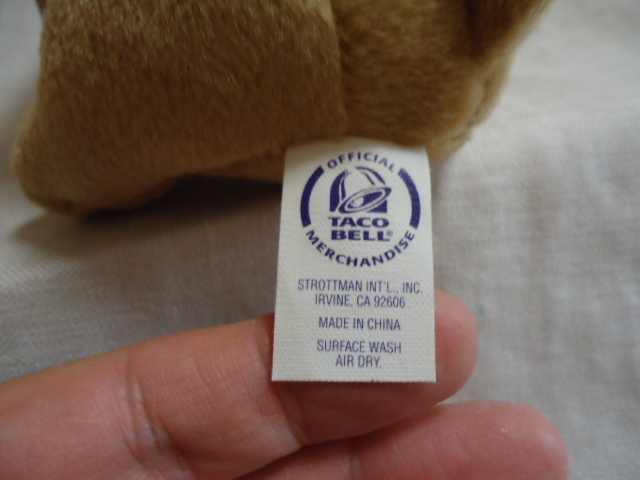 OFFICIAL
TACO
BELL®
MERCHANDISE
STROTTMAN INT'L., INC.
IRVINE, CA 92606
MADE IN CHINA
SURFACE WASH
AIR DRY.